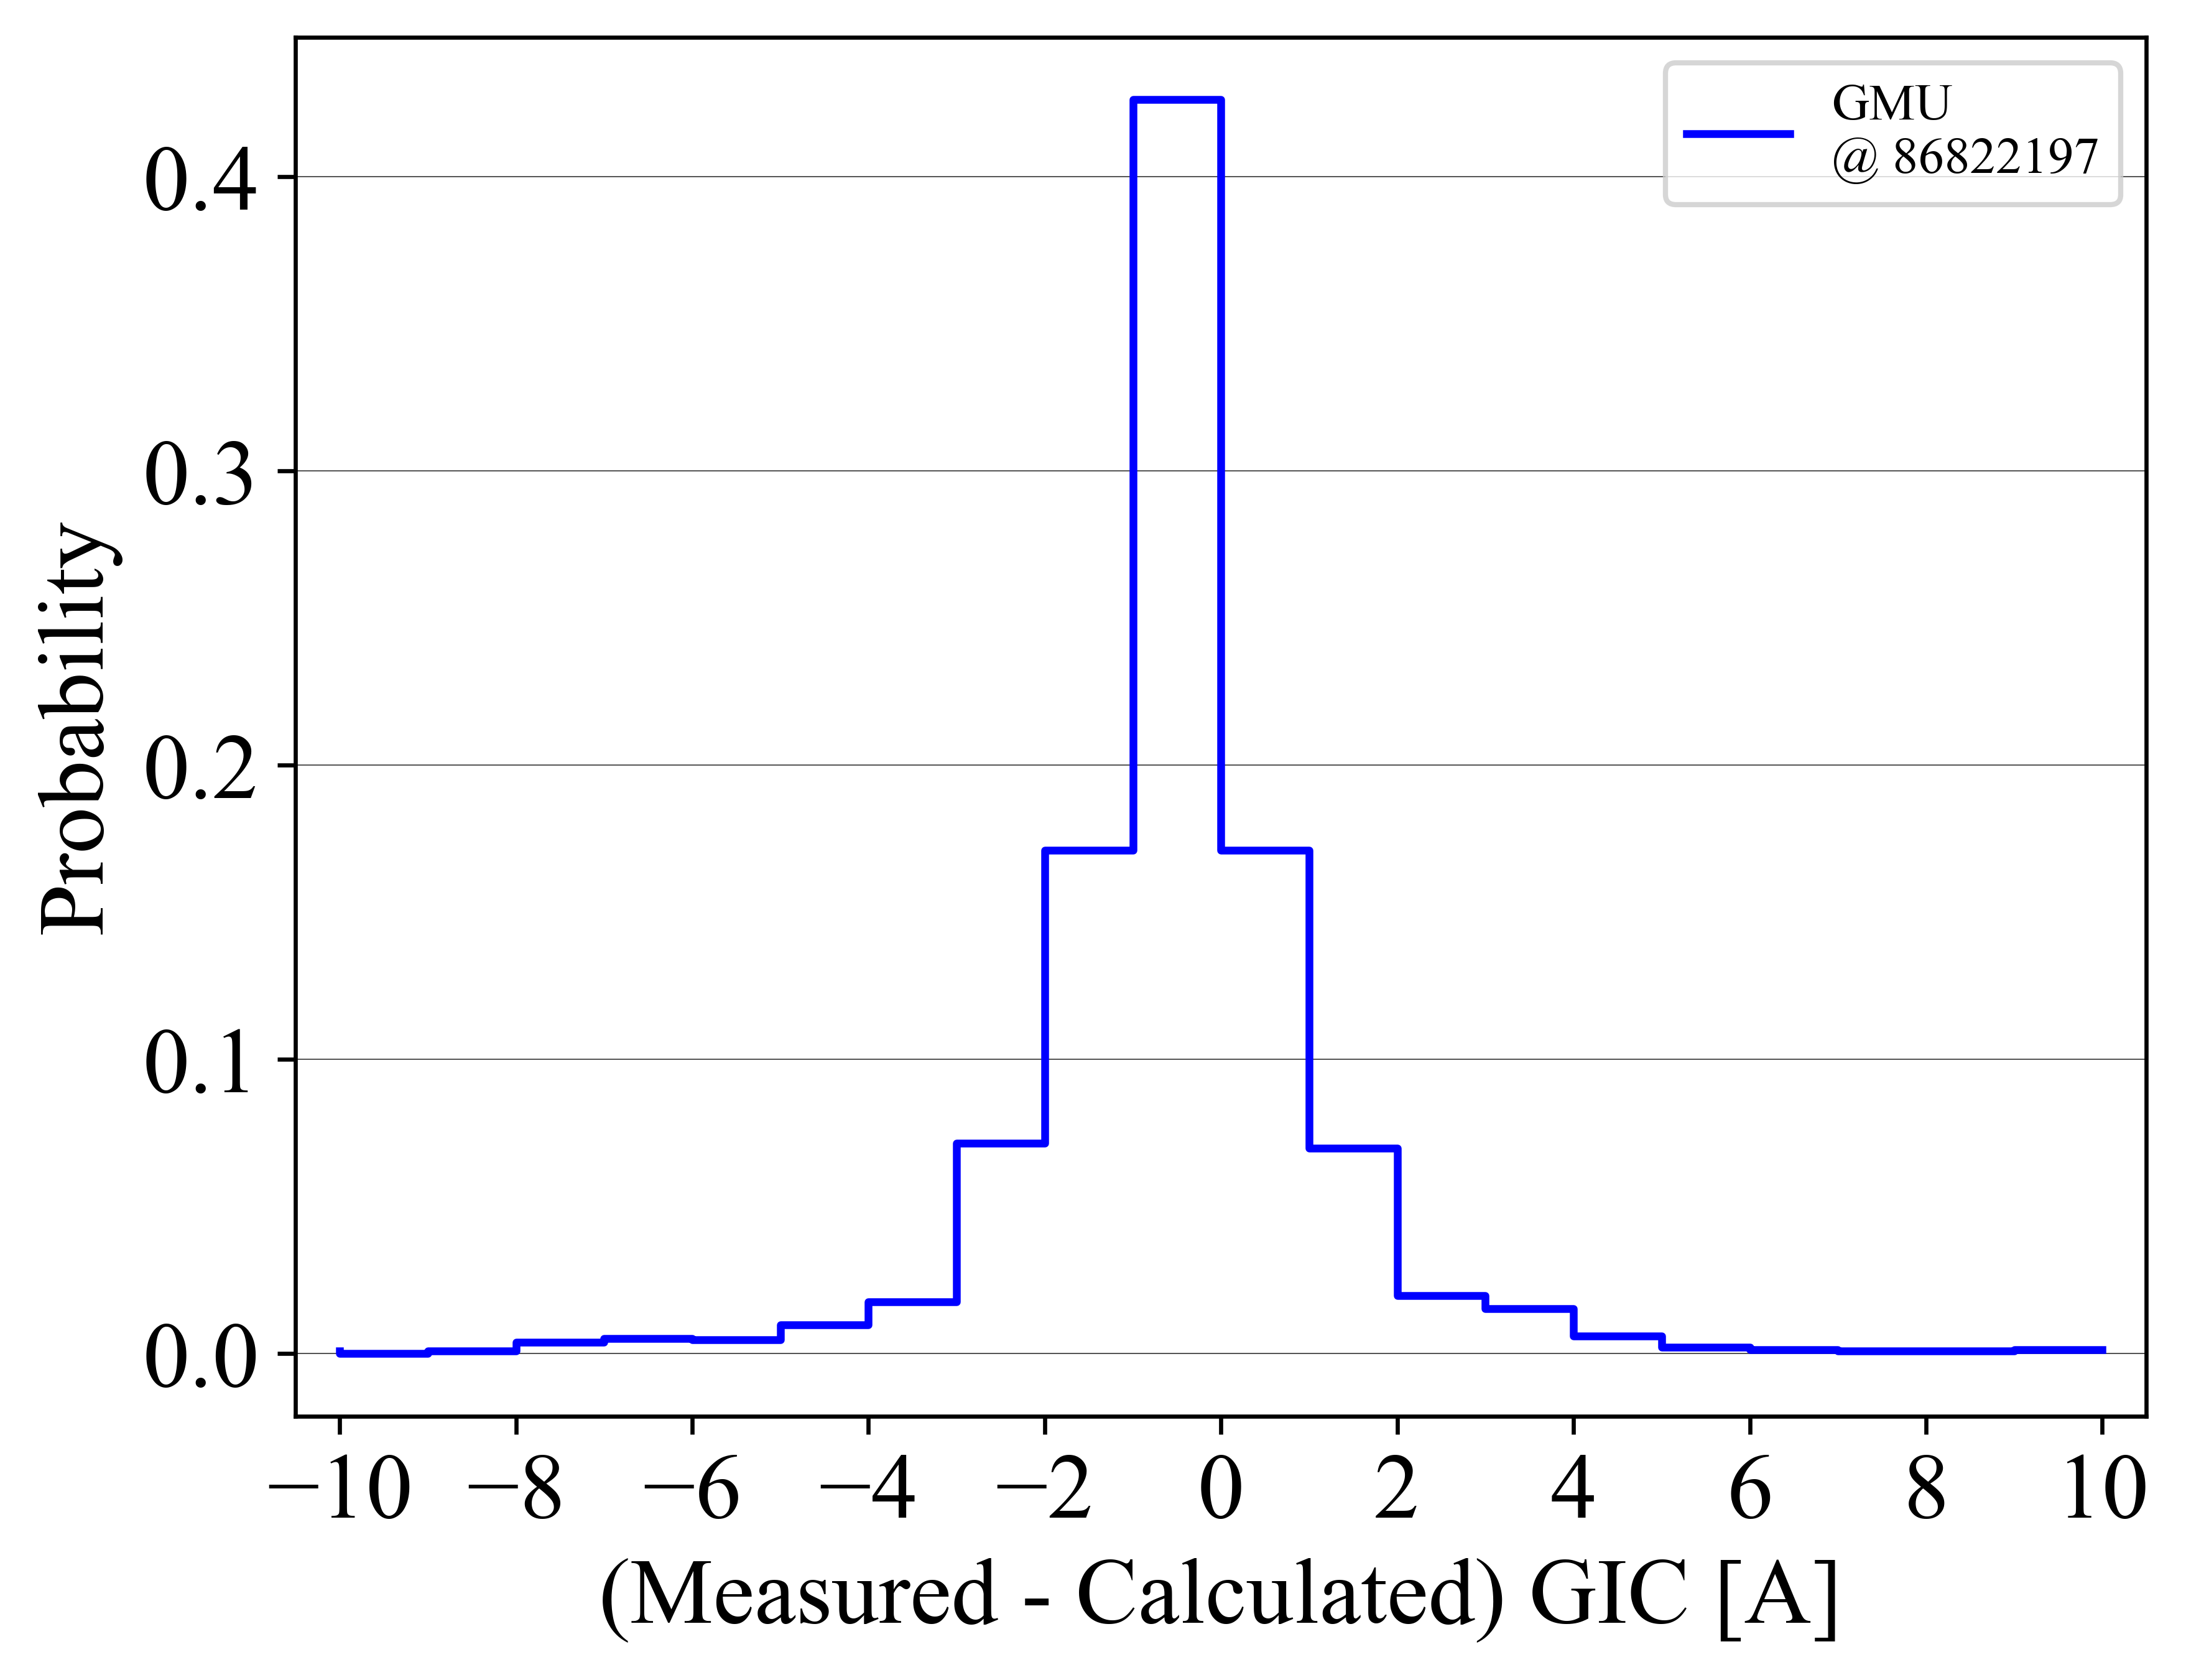 GMU
@ 86822197
0.4
0.3
0.2
0.1
0.0
Probability
−10 −8 −6 −4 −2 0 2 4 6 8 10
(Measured - Calculated) GIC [A]